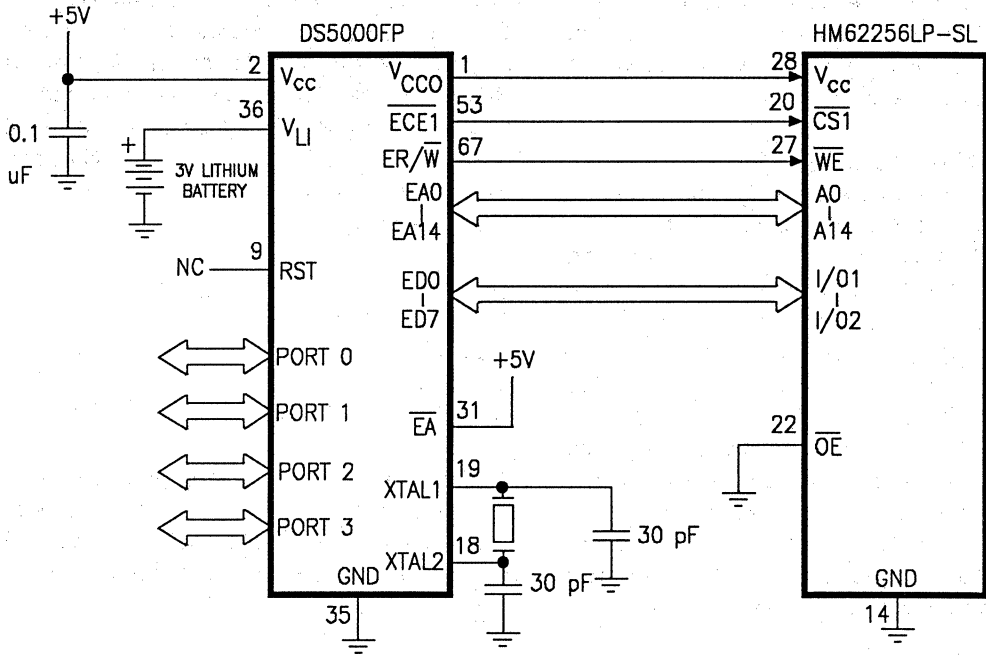 +5V
DS5000FP
HM62256LP-SL
2
VCC
36
VLI
0.1
uF
+
3V LITHIUM
BATTERY
NC
9
RST
PORT 0
PORT 1
PORT 2
PORT 3
VCCO
1
ECE1
53
ER/W
67
EA0
EA14
ED0
ED7
+5V
EA
31
XTAL1
19
XTAL2
18
30 pF
30 pF
GND
35
28
Vcc
20
CS1
27
WE
A0
A14
I/O1
I/O2
22
OE
GND
14